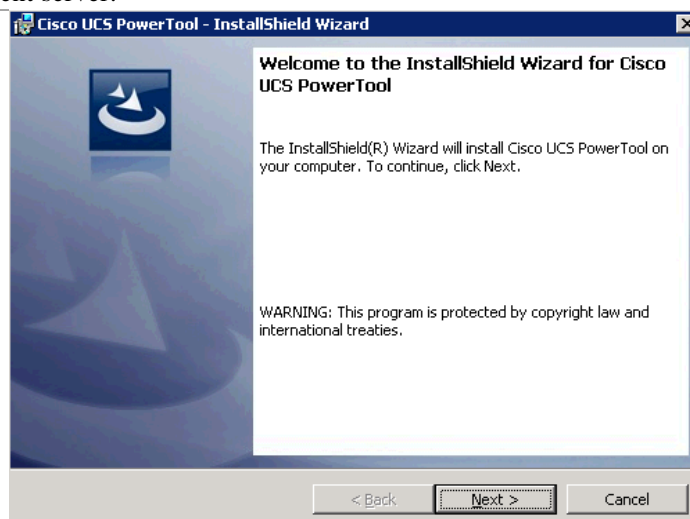 ent server.
Cisco UCS PowerTool - InstallShield Wizard
Welcome to the InstallShield Wizard for Cisco
UCS PowerTool
The InstallShield(R) Wizard will install Cisco UCS PowerTool on
your computer. To continue, click Next.
WARNING: This program is protected by copyright law and
international treaties.
< Back
Next >
Cancel